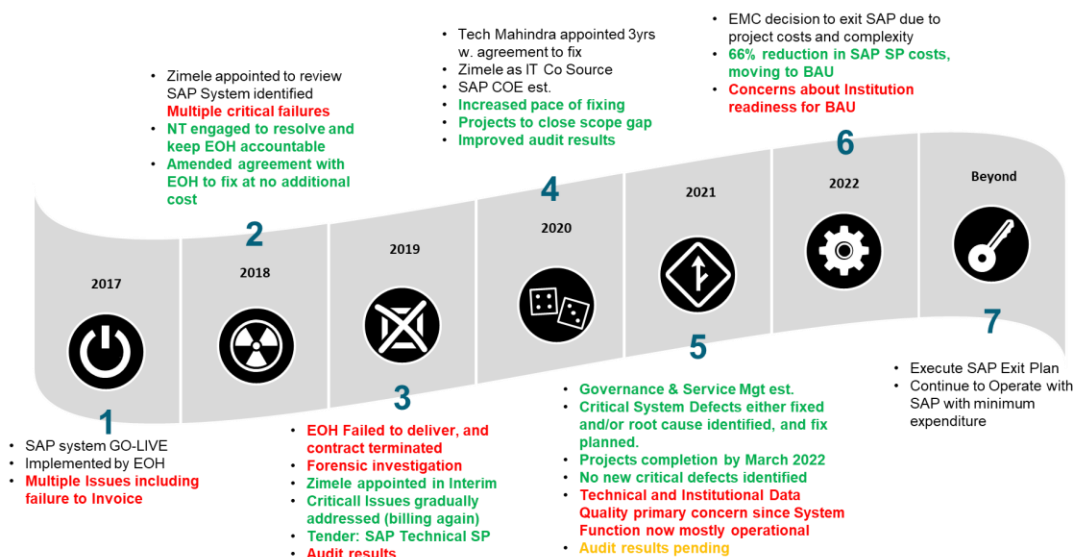 2017
1
• SAP system GO-LIVE
• Implemented by EOH
• Multiple Issues including
failure to Invoice
• Zimele appointed to review
SAP System identified
Multiple critical failures
• NT engaged to resolve and
keep EOH accountable
• Amended agreement with
EOH to fix at no additional
cost
2
2018
2019
3
• EOH Failed to deliver, and
contract terminated
• Forensic investigation
• Zimele appointed in Interim
• Criticall Issues gradually
addressed (billing again)
• Tender: SAP Technical SP
• Audit results
• Tech Mahindra appointed 3yrs
w. agreement to fix
• Zimele as IT Co Source
• SAP COE est.
• Increased pace of fixing
• Projects to close scope gap
• Improved audit results
4
2020
2021
5
• Governance & Service Mgt est.
• Critical System Defects either fixed
and/or root cause identified, and fix
planned.
• Projects completion by March 2022
• No new critical defects identified
• Technical and Institutional Data
Quality primary concern since System
Function now mostly operational
• Audit results pending
• EMC decision to exit SAP due to
project costs and complexity
• 66% reduction in SAP SP costs,
moving to BAU
• Concerns about Institution
readiness for BAU
6
2022
Beyond
7
• Execute SAP Exit Plan
• Continue to Operate with
SAP with minimum
expenditure